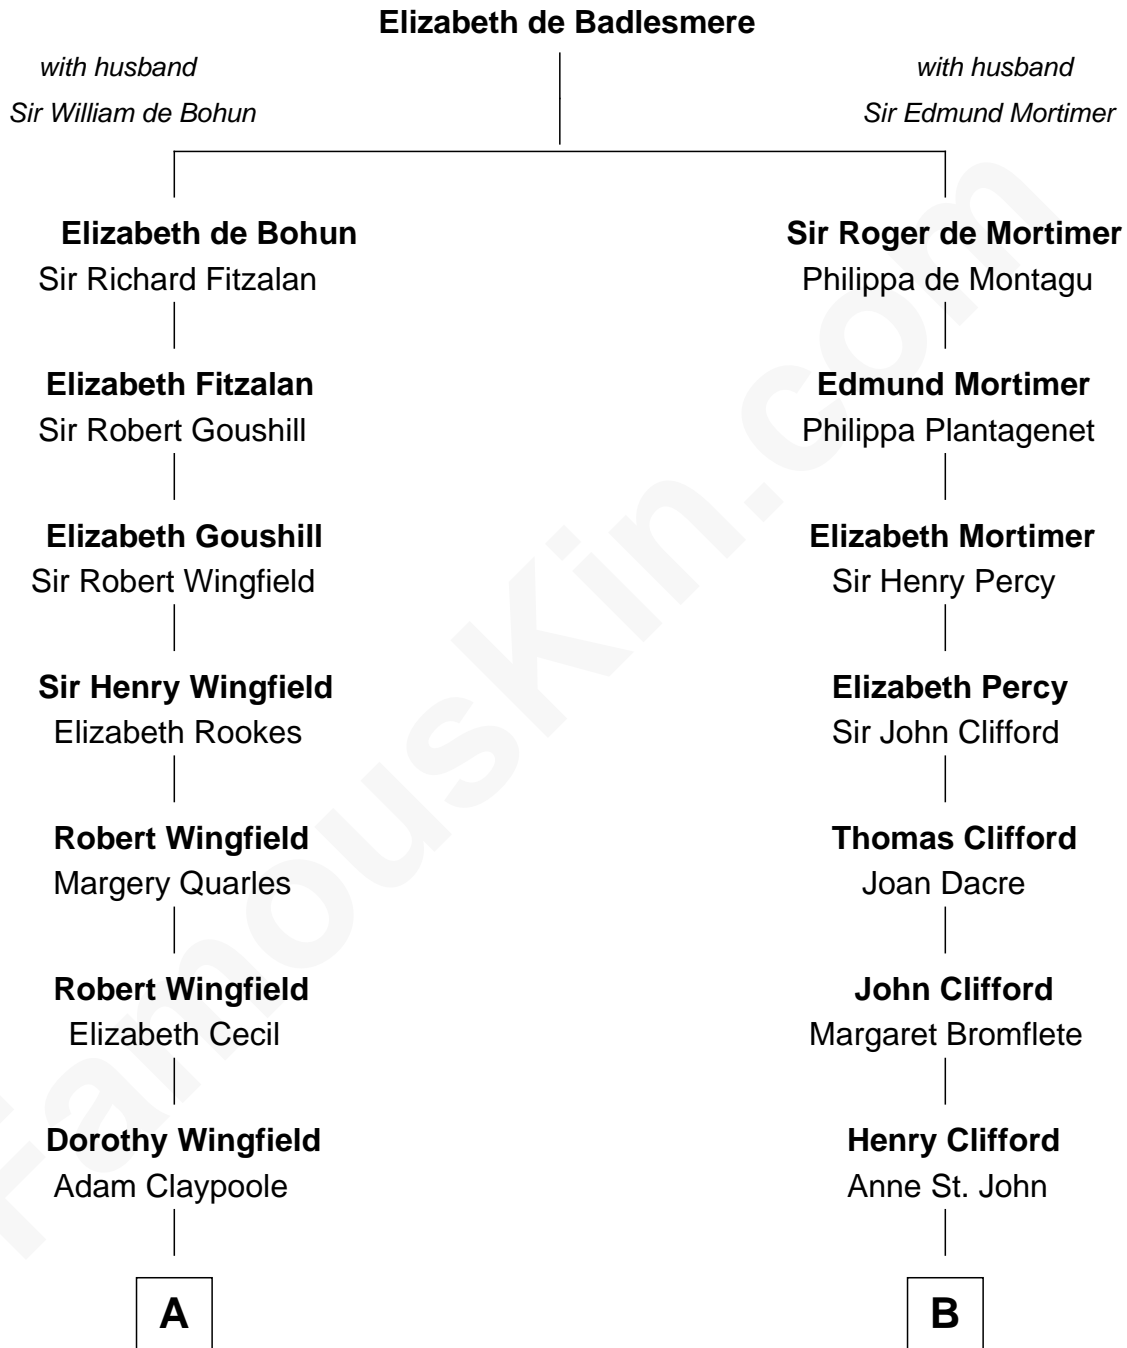 Elizabeth de Badlesmere
with husband
Sir William de Bohun
with husband
Sir Edmund Mortimer
Elizabeth de Bohun
Sir Richard Fitzalan
Sir Roger de Mortimer
Philippa de Montagu
Elizabeth Fitzalan
Sir Robert Goushill
Edmund Mortimer
Philippa Plantagenet
Elizabeth Goushill
Sir Robert Wingfield
Elizabeth Mortimer
Sir Henry Percy
Sir Henry Wingfield
Elizabeth Rookes
Elizabeth Percy
Sir John Clifford
Robert Wingfield
Margery Quarles
Thomas Clifford
Joan Dacre
Robert Wingfield
Elizabeth Cecil
John Clifford
Margaret Bromflete
Dorothy Wingfield
Adam Claypoole
Henry Clifford
Anne St. John
A
B
FamousKin.com